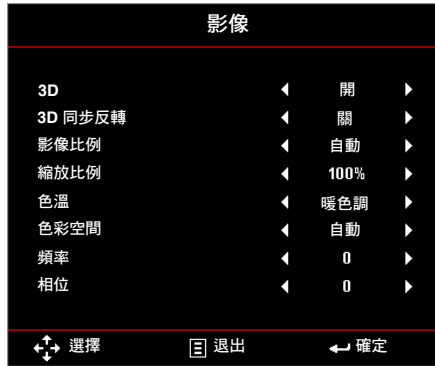 影像
3D 開
3D 同步反轉 關
影像比例 自動
縮放比例 100%
色溫 暖色調
色彩空間 自動
頻率 0
相位 0
選擇 退出 確定